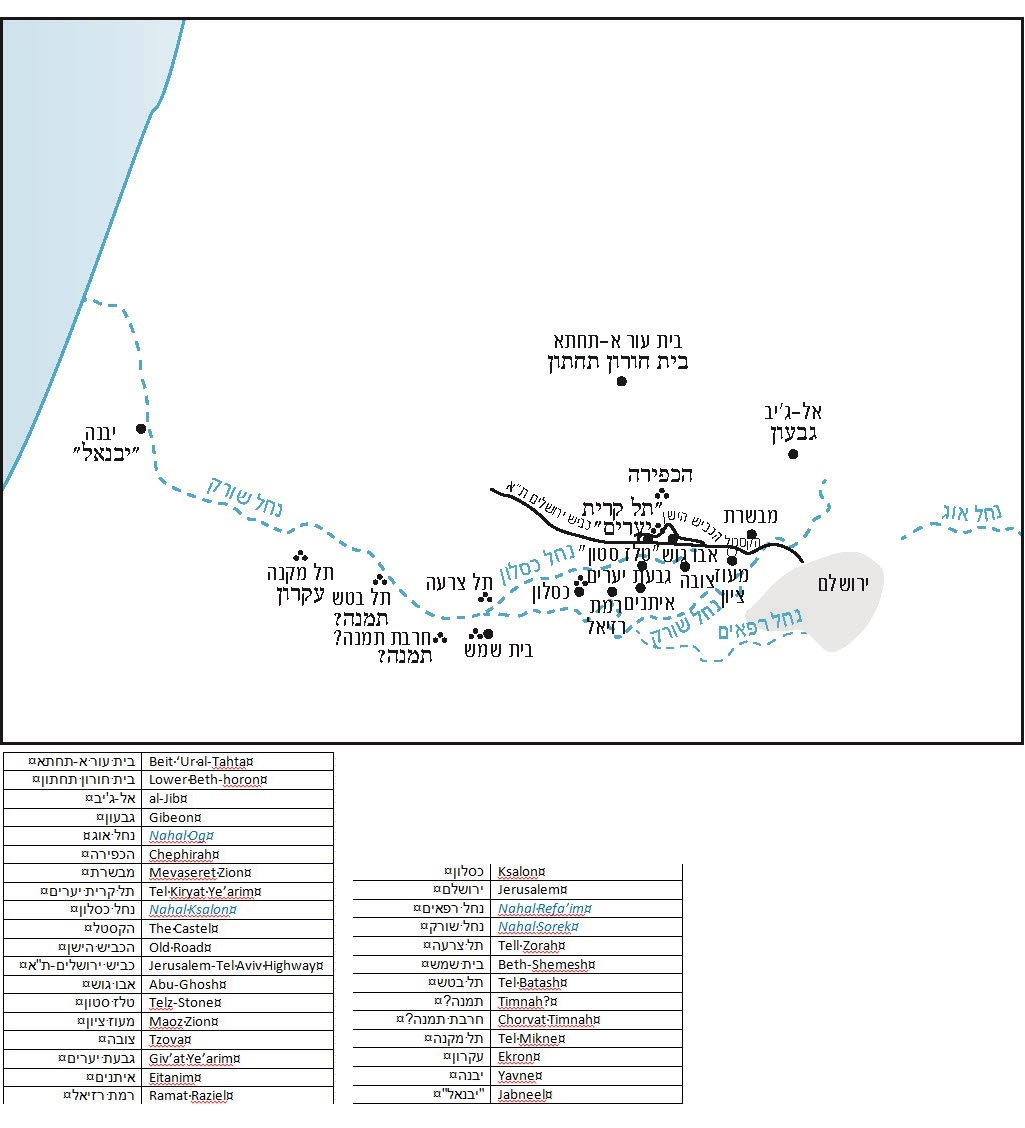 בית עור א-תחתא
בית חורון תחתון
אל-ג'יב
גבעון
יבנה
"יבנאל"
הכפירה
"תל קרית
יערים"
כביש ירושלים ת"א
הכביש הישן
הקסטל
מבשרת
נחל אוג
נחל שורק
נחל כסלון
"טלז סטון"
אבו גוש
תל מקנה
עקרון
תל בטש
תמנה?
תל צרעה
כסלון
גבעת יערים
צובה
מעוז
ציון
ירושלים
רמת
רזיאל
איתנים
נחל שורק
נחל רפאים
חרבת תמנה?
תמנה?
בית שמש
בית·עור·א-תחתא¤ Beit·‘Ur·al-Tahta¤
בית·חורון·תחתון¤ Lower·Beth-horon¤
אל-ג'יב¤ al-Jib¤
גבעון¤ Gibeon¤
נחל·אוג¤ Nahal·Og¤
הכפירה¤ Chephirah¤
מבשרת¤ Mevaseret·Zion¤
תל·קרית·יערים¤ Tel·Kiryat·Ye’arim¤
נחל·כסלון¤ Nahal·Ksalon¤
הקסטל¤ The·Castel¤
הכביש·הישן¤ Old·Road¤
כביש·ירושלים-ת"א¤ Jerusalem-Tel·Aviv·Highway¤
אבו·גוש¤ Abu-Ghosh¤
טלז·סטון¤ Telz-Stone¤
מעוז·ציון¤ Maoz·Zion¤
צובה¤ Tzova¤
גבעת·יערים¤ Giv’at·Ye’arim¤
איתנים¤ Eitanim¤
רמת·רזיאל¤ Ramat·Raziel¤
כסלון¤ Ksalon¤
ירושלם¤ Jerusalem¤
נחל·רפאים¤ Nahal·Refa’im¤
נחל·שורק¤ Nahal·Sorek¤
תל·צרעה¤ Tell·Zorah¤
בית·שמש¤ Beth-Shemesh¤
תל·בטש¤ Tel·Batash¤
תמנה?¤ Timnah?¤
חרבת·תמנה?¤ Chorvat·Timnah¤
תל·מקנה¤ Tel·Mikne¤
עקרון¤ Ekron¤
יבנה¤ Yavne¤
"יבנאל"¤ Jabneel¤